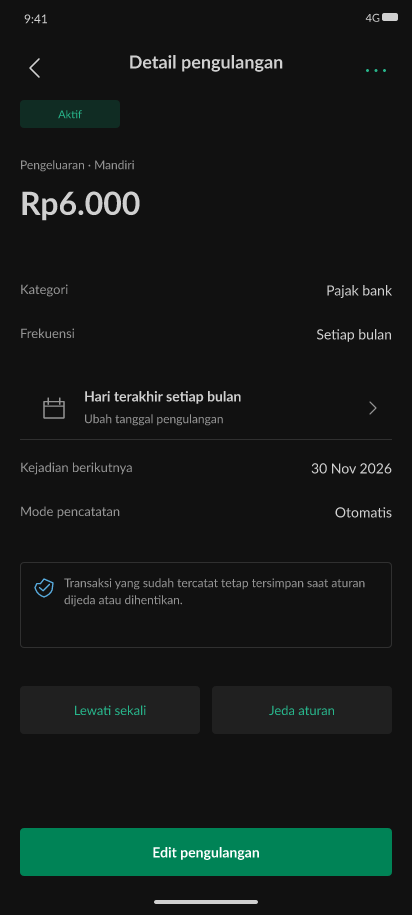 9:41
4G
Detail pengulangan
Aktif
Pengeluaran · Mandiri
Rp6.000
Kategori
Pajak bank
Frekuensi
Setiap bulan
Hari terakhir setiap bulan
Ubah tanggal pengulangan
Kejadian berikutnya
30 Nov 2026
Mode pencatatan
Otomatis
Transaksi yang sudah tercatat tetap tersimpan saat aturan
dijeda atau dihentikan.
Lewati sekali
Jeda aturan
Edit pengulangan